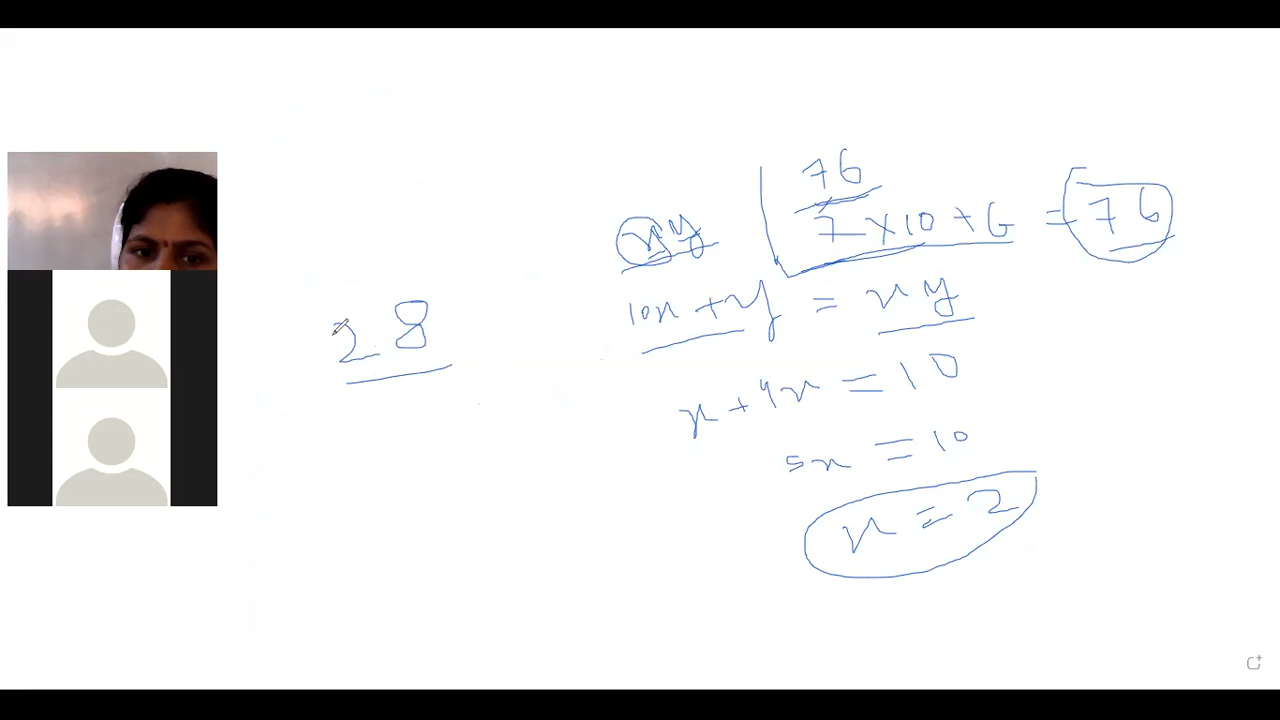 76
xy
7 × 10 + 6 = 76
10x + y = xy
28
x + 4x = 10
5x = 10
x = 2